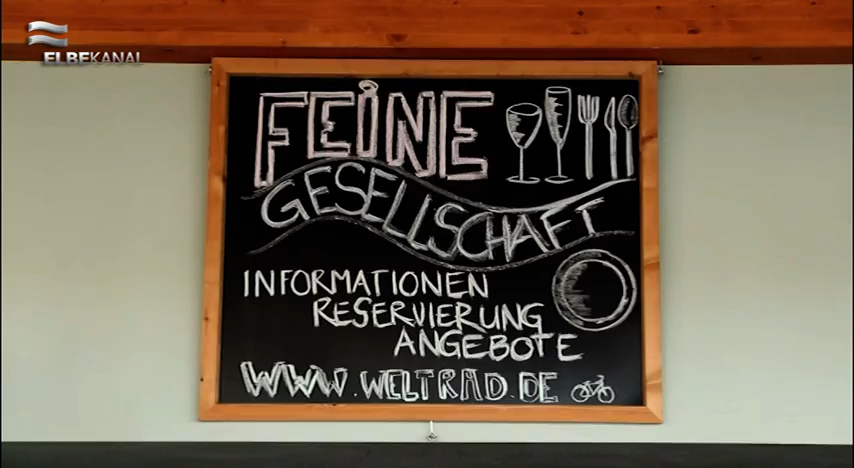 ELBEKANAL
FEINE
GESELLSCHAFT
INFORMATIONEN
RESERVIERUNG
ANGEBOTE
WWW.WELTRAD.DE